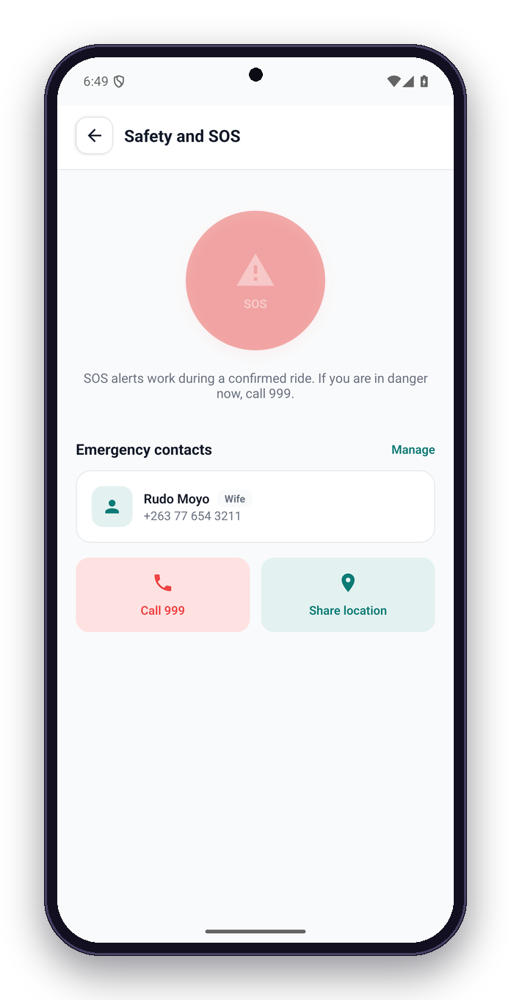 6:49
Safety and SOS
SOS
SOS alerts work during a confirmed ride. If you are in danger
now, call 999.
Emergency contacts
Manage
Rudo Moyo
Wife
+263 77 654 3211
Call 999
Share location